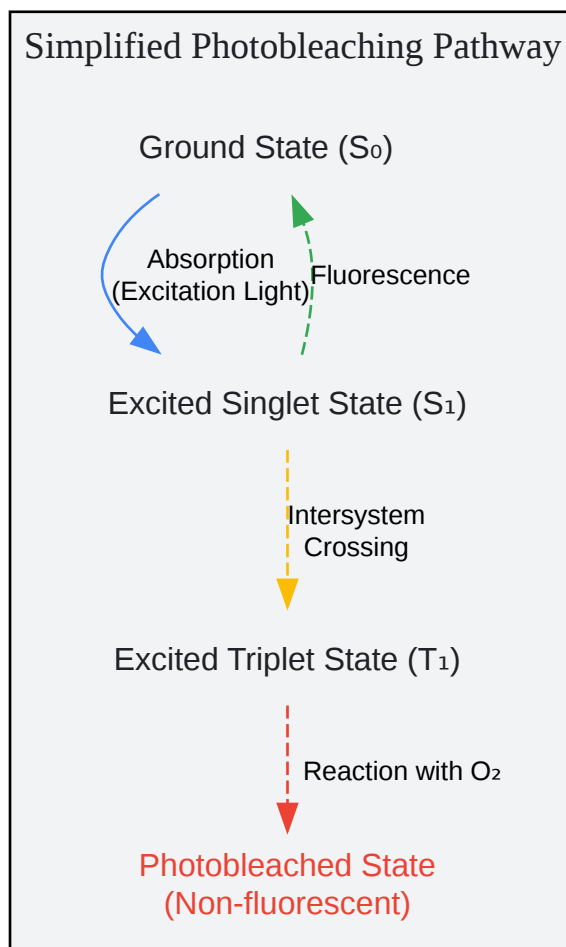 Simplified Photobleaching Pathway
Ground State (S₀)
Absorption
(Excitation Light)
Fluorescence
Excited Singlet State (S₁)
Intersystem
Crossing
Excited Triplet State (T₁)
Reaction with O₂
Photobleached State
(Non-fluorescent)